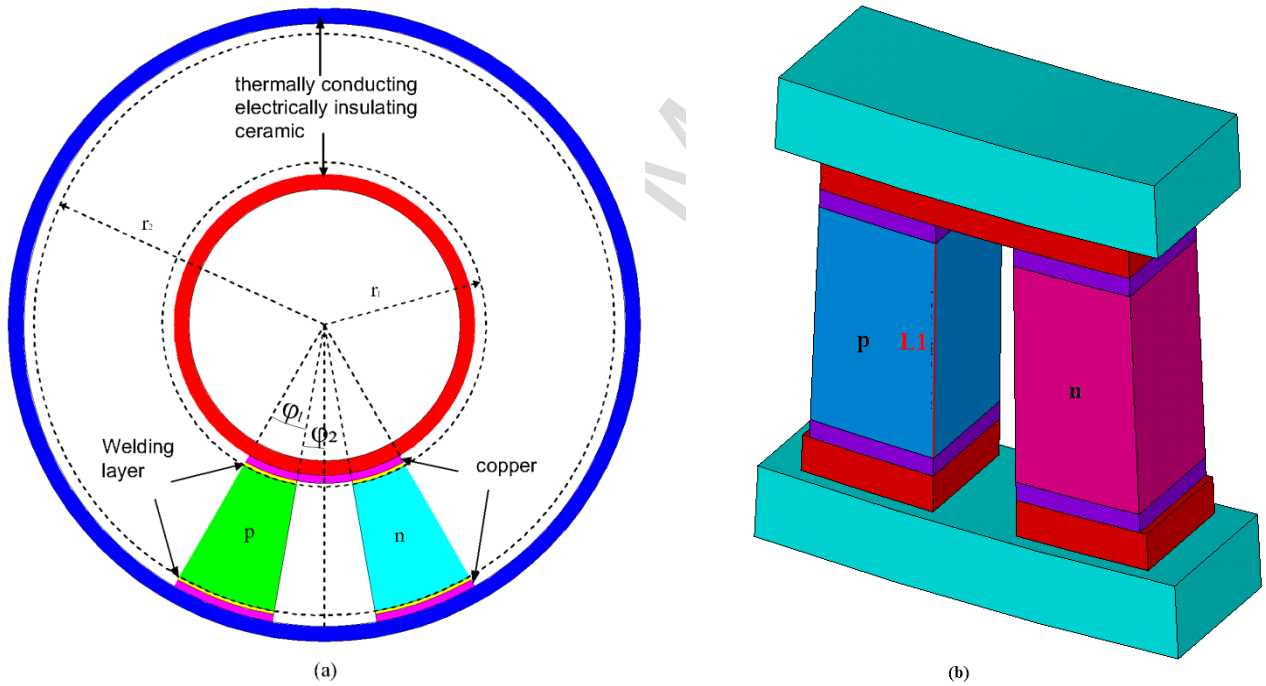 thermally conducting
electrically insulating
ceramic
r₂
r₁
φ₁
φ₂
Welding
layer
copper
p
n
(a)
p
L1
n
(b)